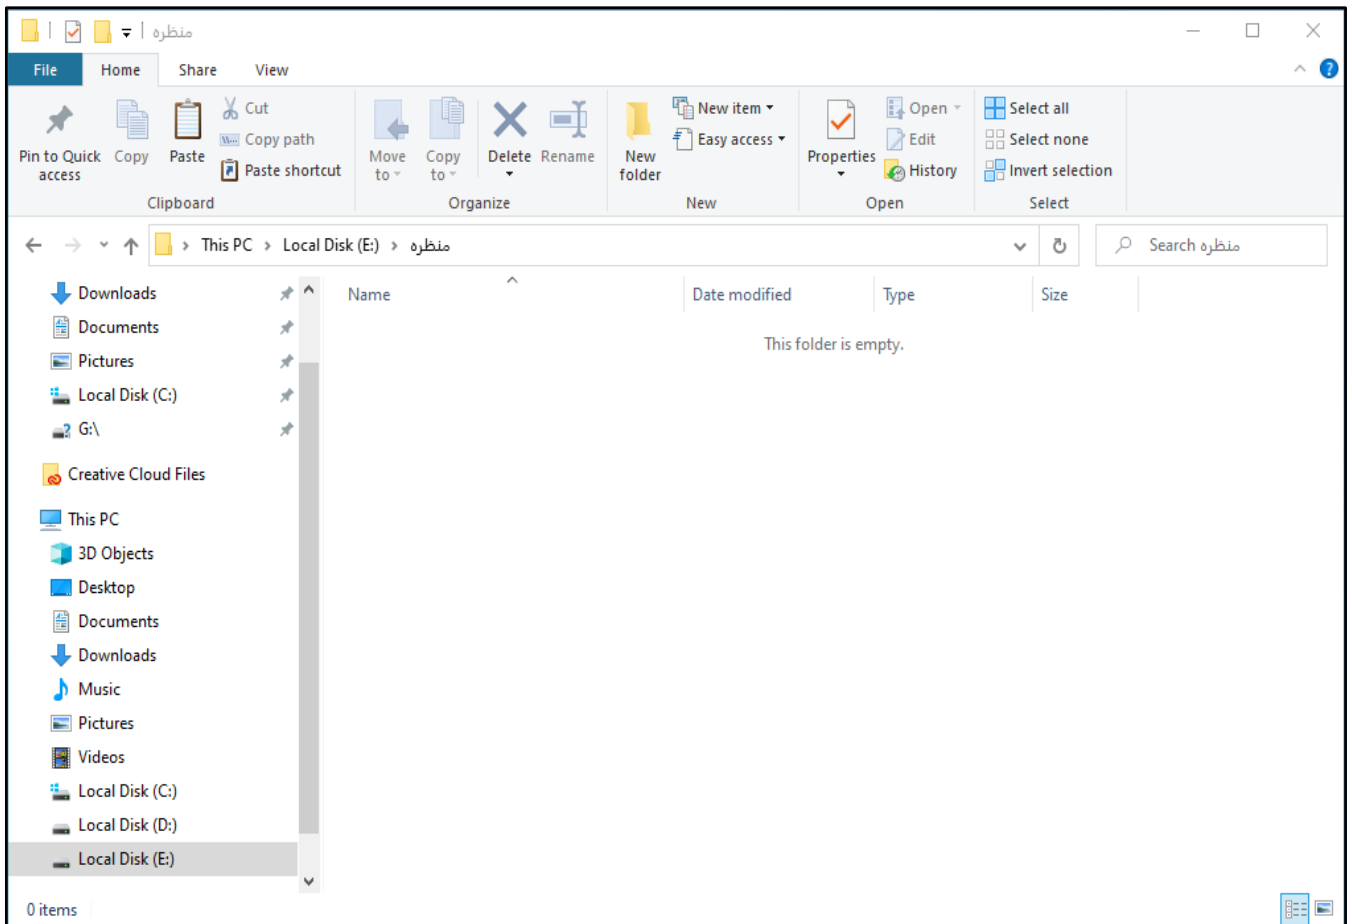 منظره
File Home Share View
Pin to Quick access
Copy
Paste
Cut
Copy path
Paste shortcut
Clipboard
Move to
Copy to
Delete
Rename
Organize
New folder
New item
Easy access
New
Properties
Open
Edit
History
Open
Select all
Select none
Invert selection
Select
This PC > Local Disk (E:) > منظره
Search منظره
Name Date modified Type Size
This folder is empty.
Downloads
Documents
Pictures
Local Disk (C:)
G:\
Creative Cloud Files
This PC
3D Objects
Desktop
Documents
Downloads
Music
Pictures
Videos
Local Disk (C:)
Local Disk (D:)
Local Disk (E:)
0 items